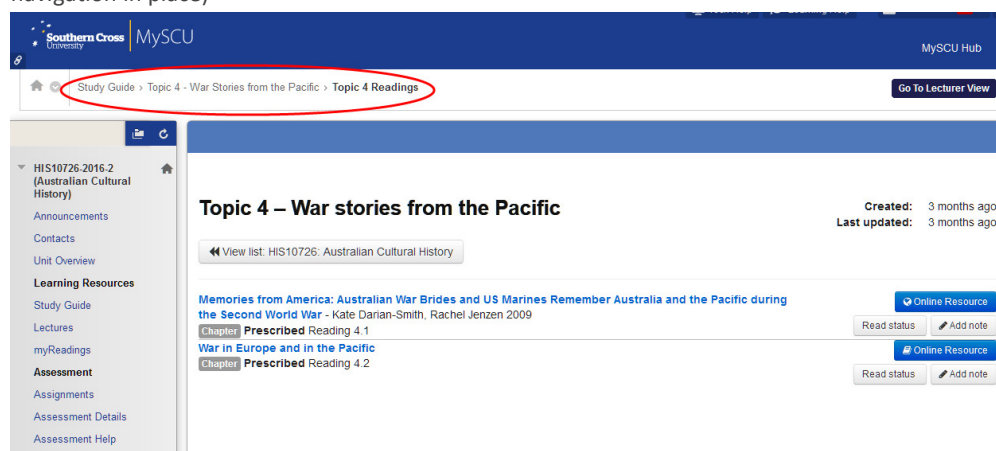 navigation in place)
Southern Cross
University
MySCU
MySCU Hub
Study Guide > Topic 4 - War Stories from the Pacific > Topic 4 Readings
Go To Lecturer View
HIS10726-2016-2
(Australian Cultural
History)
Announcements
Contacts
Unit Overview
Learning Resources
Study Guide
Lectures
myReadings
Assessment
Assignments
Assessment Details
Assessment Help
Topic 4 – War stories from the Pacific
Created: 3 months ago
Last updated: 3 months ago
View list: HIS10726: Australian Cultural History
Memories from America: Australian War Brides and US Marines Remember Australia and the Pacific during
the Second World War - Kate Darian-Smith, Rachel Jenzen 2009
Chapter Prescribed Reading 4.1
Online Resource
Read status Add note
War in Europe and in the Pacific
Chapter Prescribed Reading 4.2
Online Resource
Read status Add note